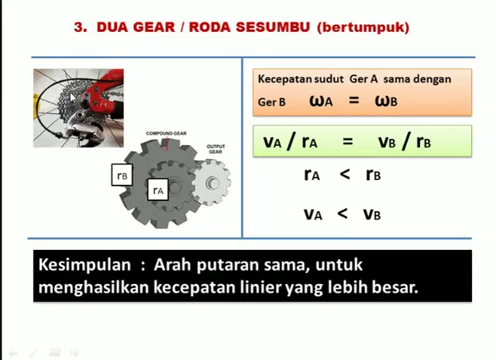 3. DUA GEAR / RODA SESUMBU (bertumpuk)
Kecepatan sudut Ger A sama dengan
Ger B ωA = ωB
COMPOUND GEAR
OUTPUT
GEAR
rB
rA
vA / rA = vB / rB
rA < rB
vA < vB
Kesimpulan : Arah putaran sama, untuk
menghasilkan kecepatan linier yang lebih besar.